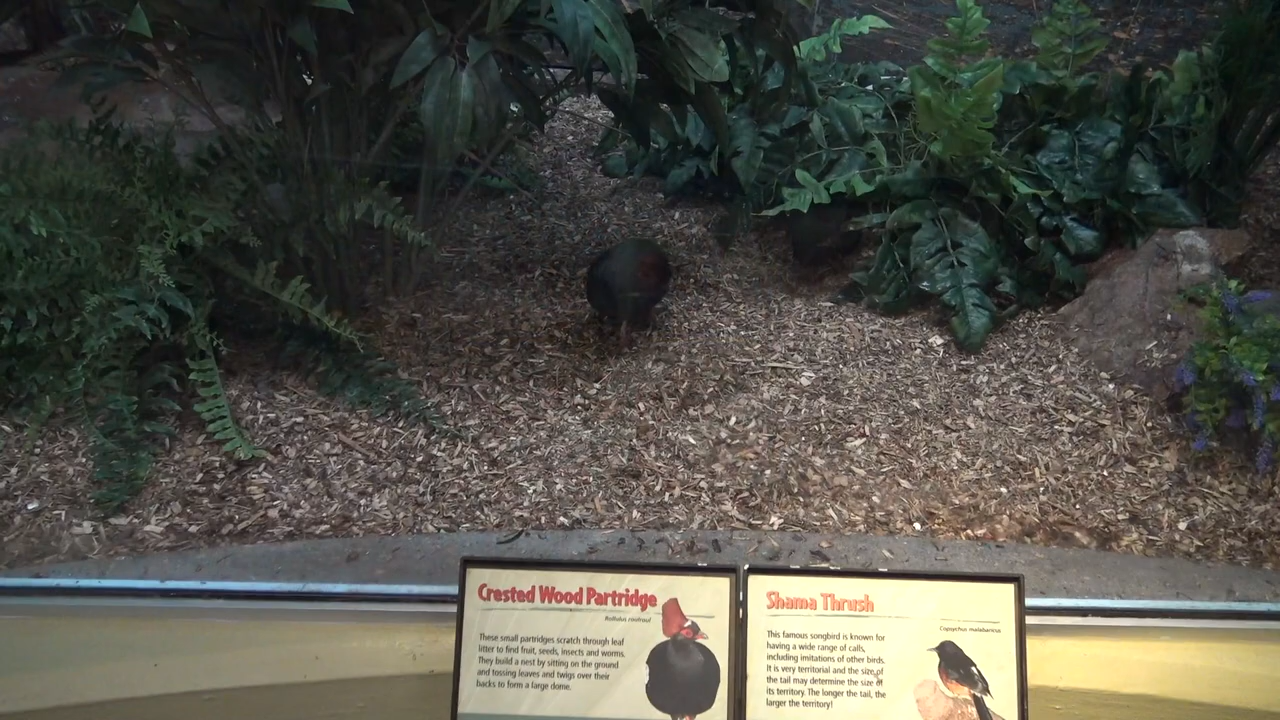 Crested Wood Partridge
Rollulus rouloul
These small partridges scratch through leaf
litter to find fruit, seeds, insects and worms.
They build a nest by sitting on the ground
and tossing leaves and twigs over their
backs to form a large dome.
Shama Thrush
Copsychus malabaricus
This famous songbird is known for
having a wide range of calls,
including imitations of other birds.
It is very territorial and the size of
the tail may determine the size of
its territory. The longer the tail, the
larger the territory!